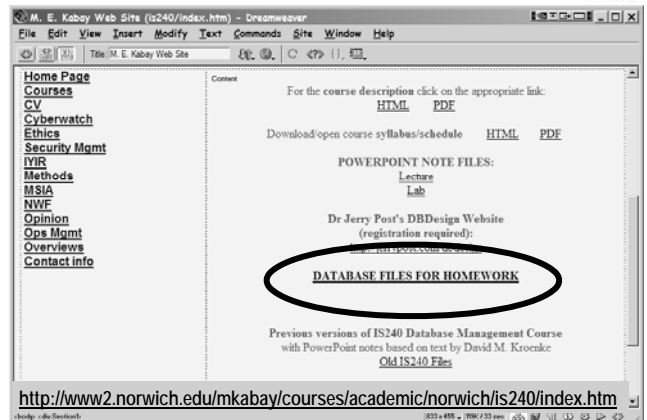 M. E. Kabay Web Site (is240/index.htm) - Dreamweaver
File Edit View Insert Modify Text Commands Site Window Help
Title: M. E. Kabay Web Site
Home Page
Courses
CV
Cyberwatch
Ethics
Security Mgmt
IYIR
Methods
MSIA
NWF
Opinion
Ops Mgmt
Overviews
Contact info
Content
For the course description click on the appropriate link:
HTML PDF
Download/open course syllabus/schedule HTML PDF
POWERPOINT NOTE FILES:
Lecture
Lab
Dr Jerry Post's DBDesign Website
(registration required):
DATABASE FILES FOR HOMEWORK
Previous versions of IS240 Database Management Course
with PowerPoint notes based on text by David M. Kroenke
Old IS240 Files
http://www2.norwich.edu/mkabay/courses/academic/norwich/is240/index.htm